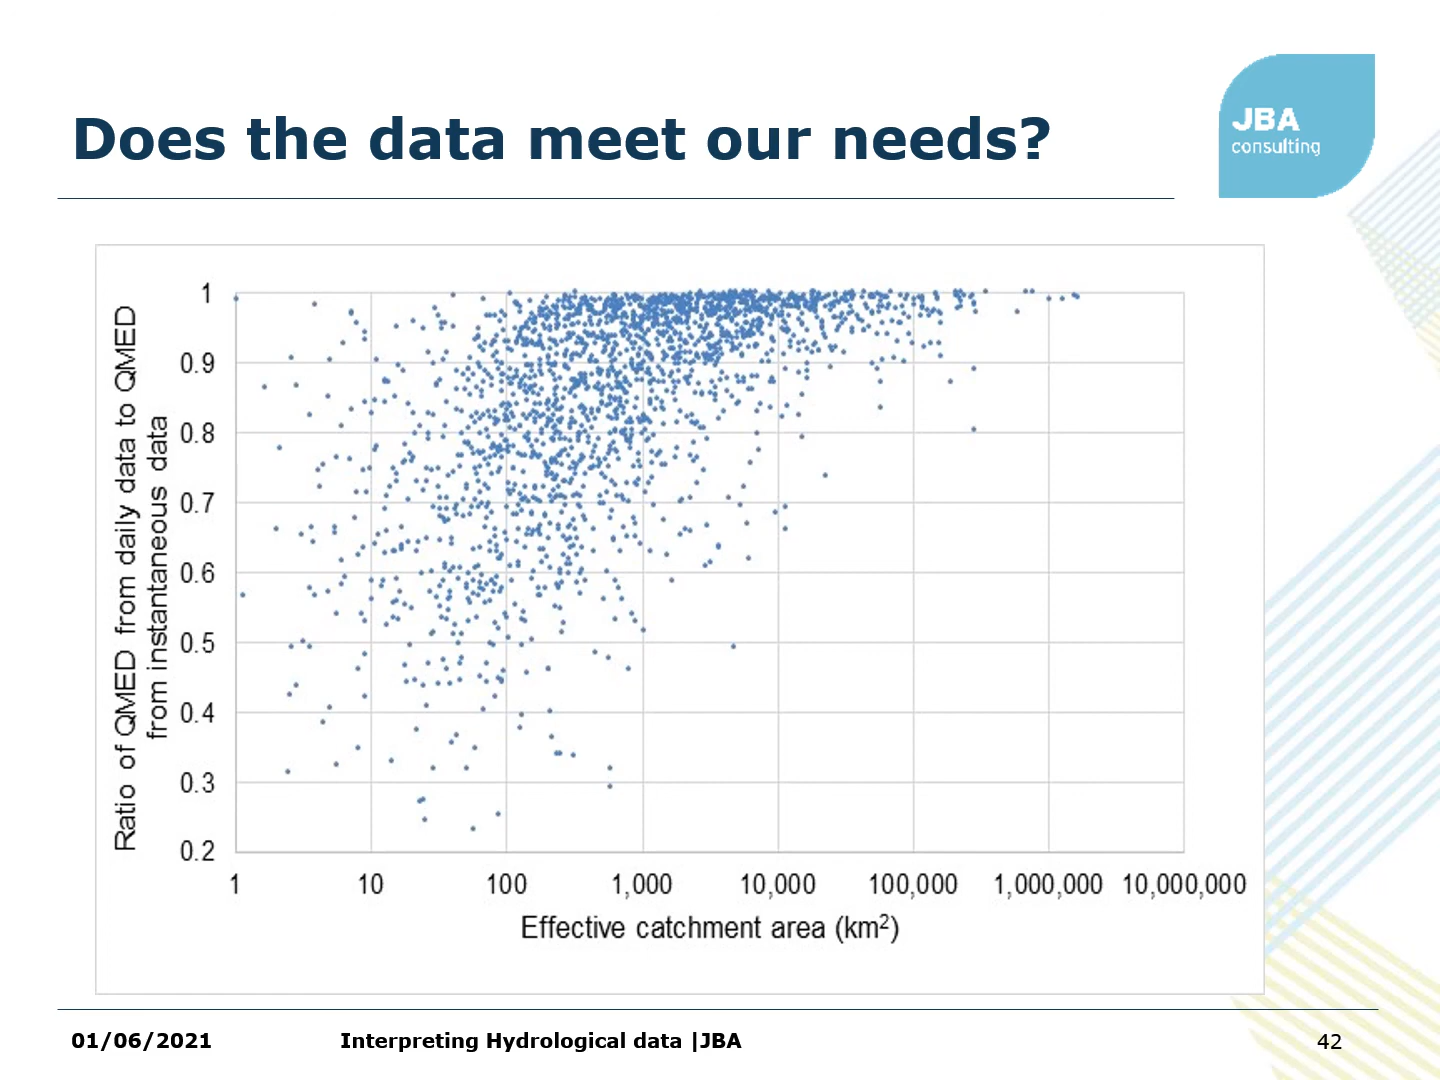 Does the data meet our needs?
JBA
consulting
Ratio of QMED from daily data to QMED
from instantaneous data
1
0.9
0.8
0.7
0.6
0.5
0.4
0.3
0.2
1 10 100 1,000 10,000 100,000 1,000,000 10,000,000
Effective catchment area (km²)
01/06/2021 Interpreting Hydrological data |JBA 42